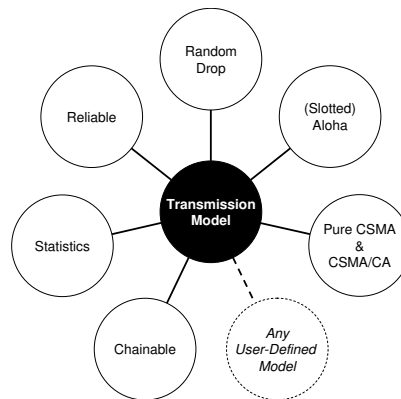 Random
Drop
(Slotted)
Aloha
Reliable
Transmission
Model
Statistics
Pure CSMA
&
CSMA/CA
Chainable
Any
User-Defined
Model